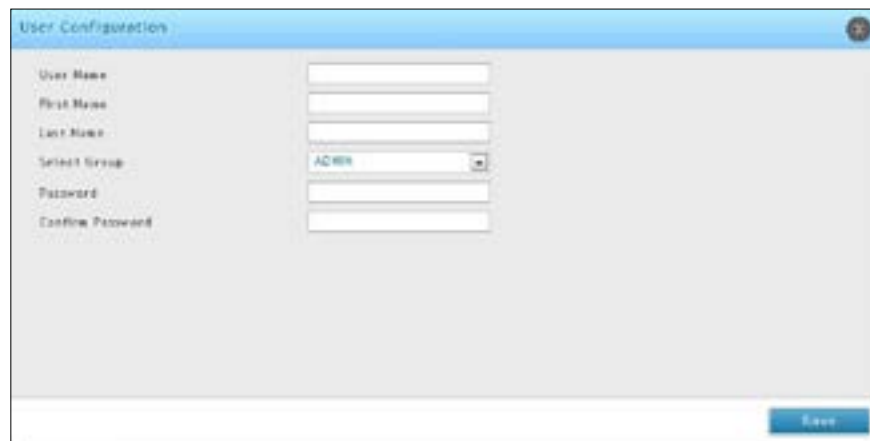 User Configuration
User Name
First Name
Last Name
Select Group
ADMIN
Password
Confirm Password
Save